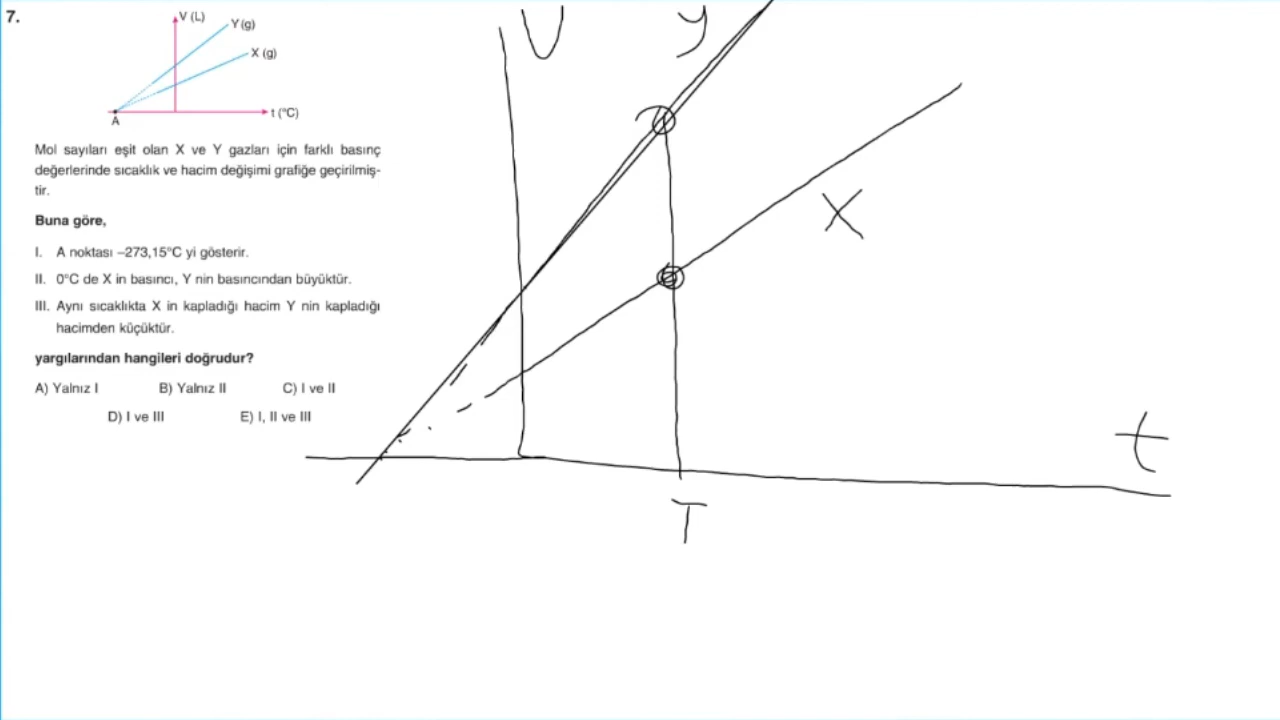 7.
V (L)
Y (g)
X (g)
t (°C)
A
Mol sayıları eşit olan X ve Y gazları için farklı basınç
değerlerinde sıcaklık ve hacim değişimi grafiğe geçirilmiş-
tir.
Buna göre,
I. A noktası –273,15°C yi gösterir.
II. 0°C de X in basıncı, Y nin basıncından büyüktür.
III. Aynı sıcaklıkta X in kapladığı hacim Y nin kapladığı
hacimden küçüktür.
yargılarından hangileri doğrudur?
A) Yalnız I B) Yalnız II C) I ve II
D) I ve III E) I, II ve III
V y
X
t
T